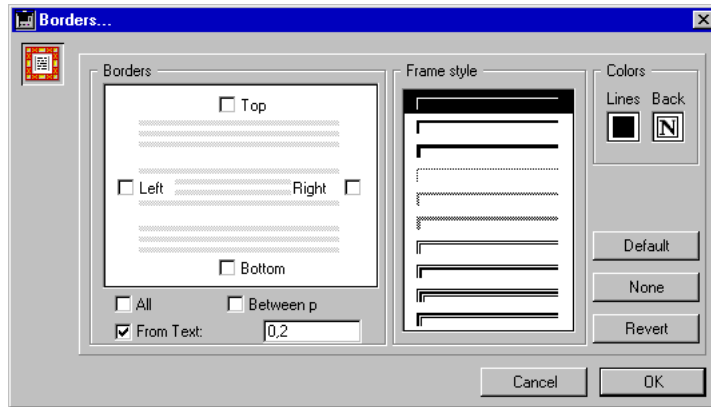 Borders...
Borders
Top
Left
Right
Bottom
All
Between p
From Text:
0,2
Frame style
Colors
Lines Back
N
Default
None
Revert
Cancel
OK